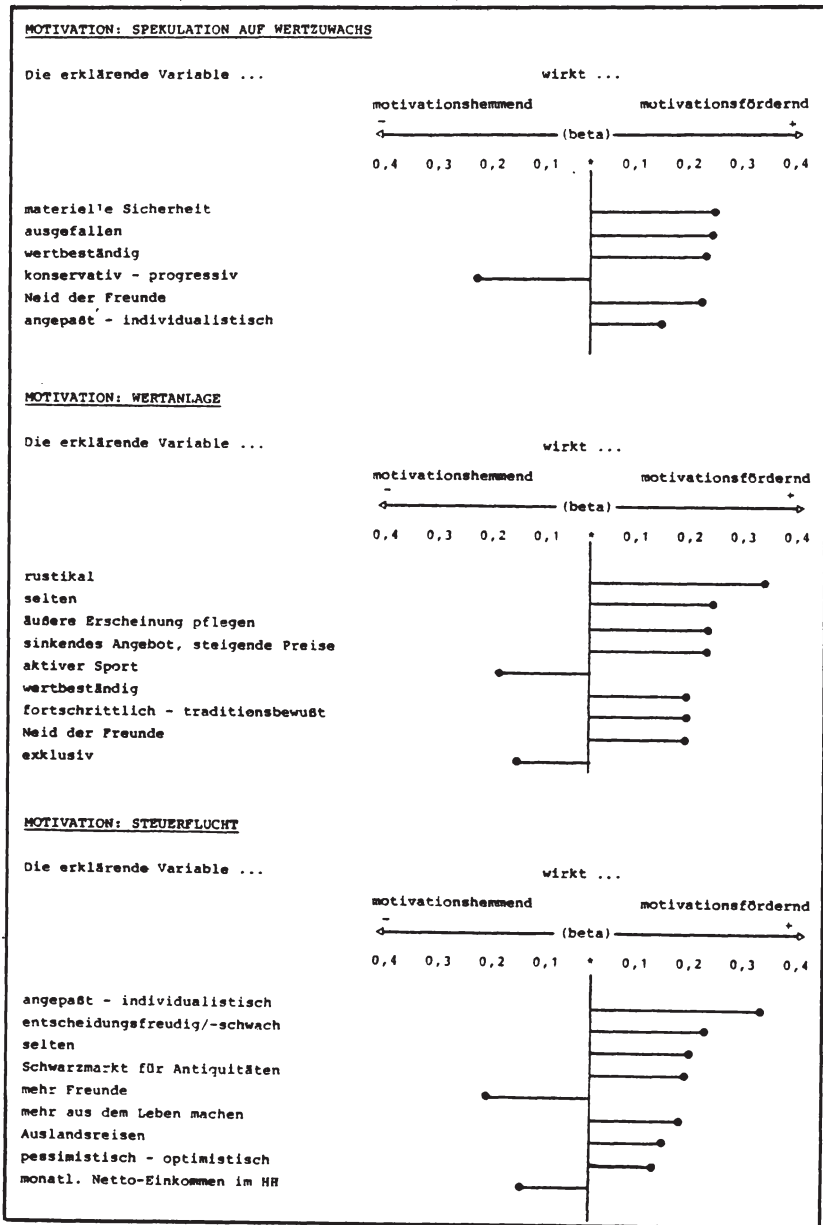 MOTIVATION: SPEKULATION AUF WERTZUWACHS
Die erklärende Variable ... wirkt ...
motivationshemmend motivationsfördernd
- (beta) +
0,4 0,3 0,2 0,1 * 0,1 0,2 0,3 0,4
materielle Sicherheit
ausgefallen
wertbeständig
konservativ - progressiv
Neid der Freunde
angepaßt - individualistisch
MOTIVATION: WERTANLAGE
Die erklärende Variable ... wirkt ...
motivationshemmend motivationsfördernd
- (beta) +
0,4 0,3 0,2 0,1 * 0,1 0,2 0,3 0,4
rustikal
selten
äußere Erscheinung pflegen
sinkendes Angebot, steigende Preise
aktiver Sport
wertbeständig
fortschrittlich - traditionsbewußt
Neid der Freunde
exklusiv
MOTIVATION: STEUERFLUCHT
Die erklärende Variable ... wirkt ...
motivationshemmend motivationsfördernd
- (beta) +
0,4 0,3 0,2 0,1 * 0,1 0,2 0,3 0,4
angepaßt - individualistisch
entscheidungsfreudig/-schwach
selten
Schwarzmarkt für Antiquitäten
mehr Freunde
mehr aus dem Leben machen
Auslandsreisen
pessimistisch - optimistisch
monatl. Netto-Einkommen im HH